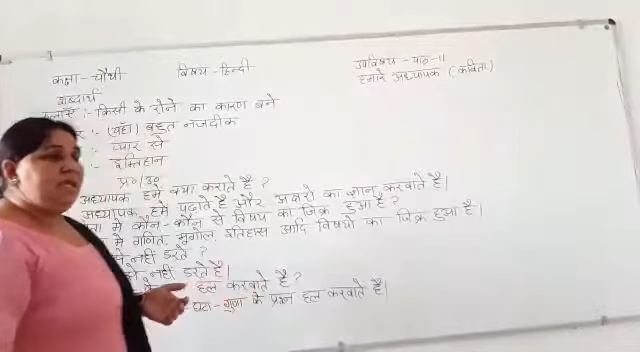 कक्षा - चौथी
विषय - हिन्दी
उपविषय - पाठ-11
हमारे अध्यापक (कविता)
शब्दार्थ
:- किसी के रोने का कारण बने
:- (यहाँ) बहुत नजदीक
:- प्यार से
:- इम्तिहान
प्र०/उ०
अध्यापक हमें क्या कराते हैं ?
अध्यापक हमें पढ़ाते हैं और अक्षरों का ज्ञान करवाते हैं।
में कौन-कौन से विषय का जिक्र हुआ है ?
में गणित, भूगोल, इतिहास आदि विषयों का जिक्र हुआ है।
से नहीं डरते ?
नहीं डरते हैं।
हल करवाते हैं ?
-घटा-गुणा के प्रश्न हल करवाते हैं।